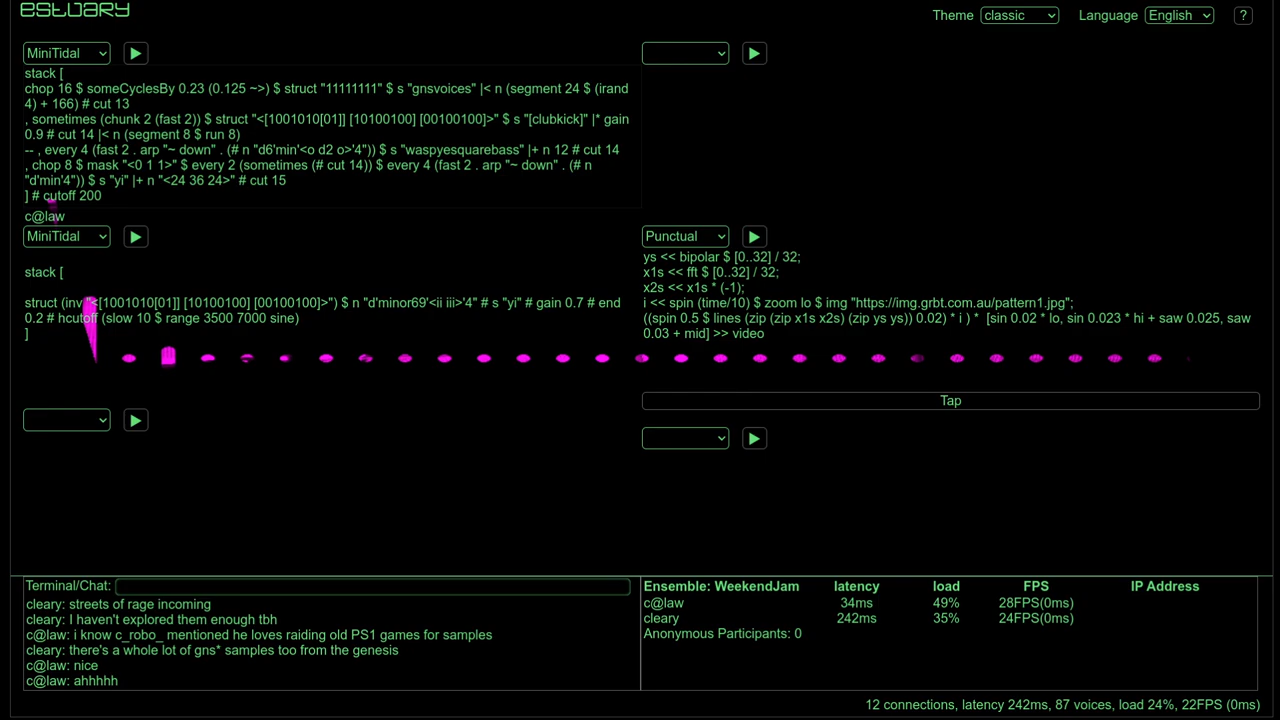 estuary
Theme classic Language English ?
MiniTidal
stack [
chop 16 $ someCyclesBy 0.23 (0.125 ~>) $ struct "11111111" $ s "gnsvoices" |< n (segment 24 $ (irand
4) + 166) # cut 13
, sometimes (chunk 2 (fast 2)) $ struct "<[1001010[01]] [10100100] [00100100]>" $ s "[clubkick]" |* gain
0.9 # cut 14 |< n (segment 8 $ run 8)
-- , every 4 (fast 2 . arp "~ down" . (# n "d6'min'<o d2 o>'4")) $ s "waspyesquarebass" |+ n 12 # cut 14
, chop 8 $ mask "<0 1 1>" $ every 2 (sometimes (# cut 14)) $ every 4 (fast 2 . arp "~ down" . (# n
"d'min'4")) $ s "yi" |+ n "<24 36 24>" # cut 15
] # cutoff 200
c@law
MiniTidal
stack [
struct (inv "<[1001010[01]] [10100100] [00100100]>") $ n "d'minor69'<ii iii>'4" # s "yi" # gain 0.7 # end
0.2 # hcutoff (slow 10 $ range 3500 7000 sine)
]
Punctual
ys << bipolar $ [0..32] / 32;
x1s << fft $ [0..32] / 32;
x2s << x1s * (-1);
i << spin (time/10) $ zoom lo $ img "https://img.grbt.com.au/pattern1.jpg";
((spin 0.5 $ lines (zip (zip x1s x2s) (zip ys ys)) 0.02) * i ) *  [sin 0.02 * lo, sin 0.023 * hi + saw 0.025, saw
0.03 + mid] >> video
Tap
Terminal/Chat:
cleary: streets of rage incoming
cleary: I haven't explored them enough tbh
c@law: i know c_robo_ mentioned he loves raiding old PS1 games for samples
cleary: there's a whole lot of gns* samples too from the genesis
c@law: nice
c@law: ahhhhh
Ensemble: WeekendJam latency load FPS IP Address
c@law 34ms 49% 28FPS(0ms)
cleary 242ms 35% 24FPS(0ms)
Anonymous Participants: 0
12 connections, latency 242ms, 87 voices, load 24%, 22FPS (0ms)